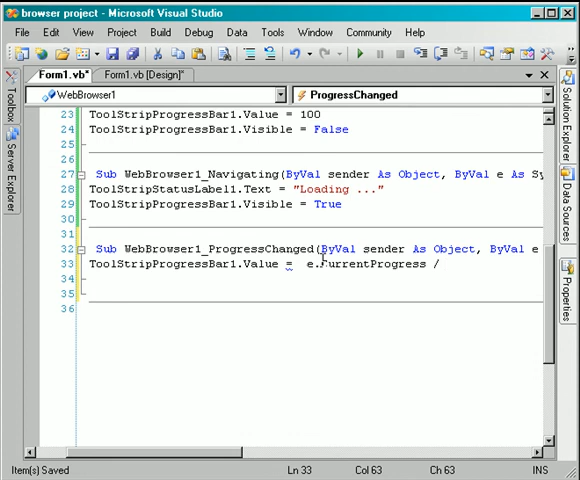 browser project - Microsoft Visual Studio
File Edit View Project Build Debug Data Tools Window Community
Help
Form1.vb* Form1.vb [Design]*
WebBrowser1 ProgressChanged
Toolbox
Server Explorer
Solution Explorer
Data Sources
Properties
23 ToolStripProgressBar1.Value = 100
24 ToolStripProgressBar1.Visible = False
25
26
27 Sub WebBrowser1_Navigating(ByVal sender As Object, ByVal e As Sy
28 ToolStripStatusLabel1.Text = "Loading ..."
29 ToolStripProgressBar1.Visible = True
30
31
32 Sub WebBrowser1_ProgressChanged(ByVal sender As Object, ByVal e
33 ToolStripProgressBar1.Value = e.CurrentProgress /
34
35
36
Item(s) Saved Ln 33 Col 63 Ch 63